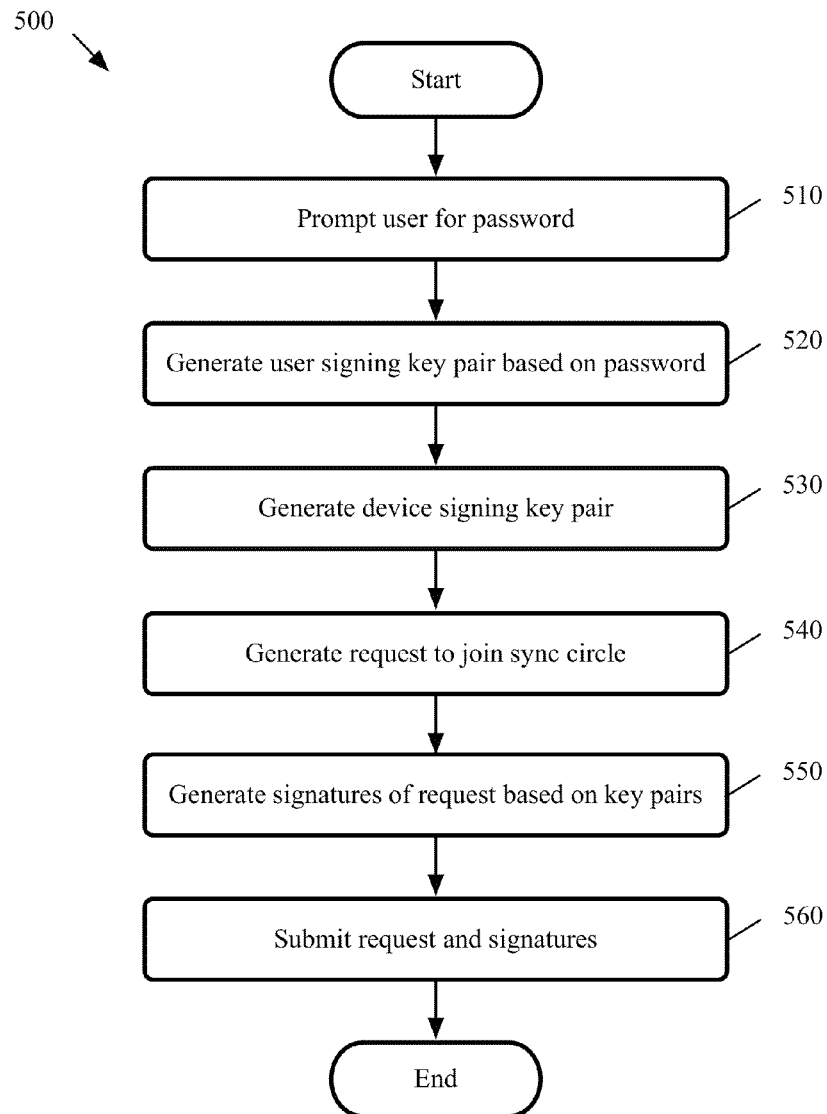 500
Start
Prompt user for password
510
Generate user signing key pair based on password
520
Generate device signing key pair
530
Generate request to join sync circle
540
Generate signatures of request based on key pairs
550
Submit request and signatures
560
End